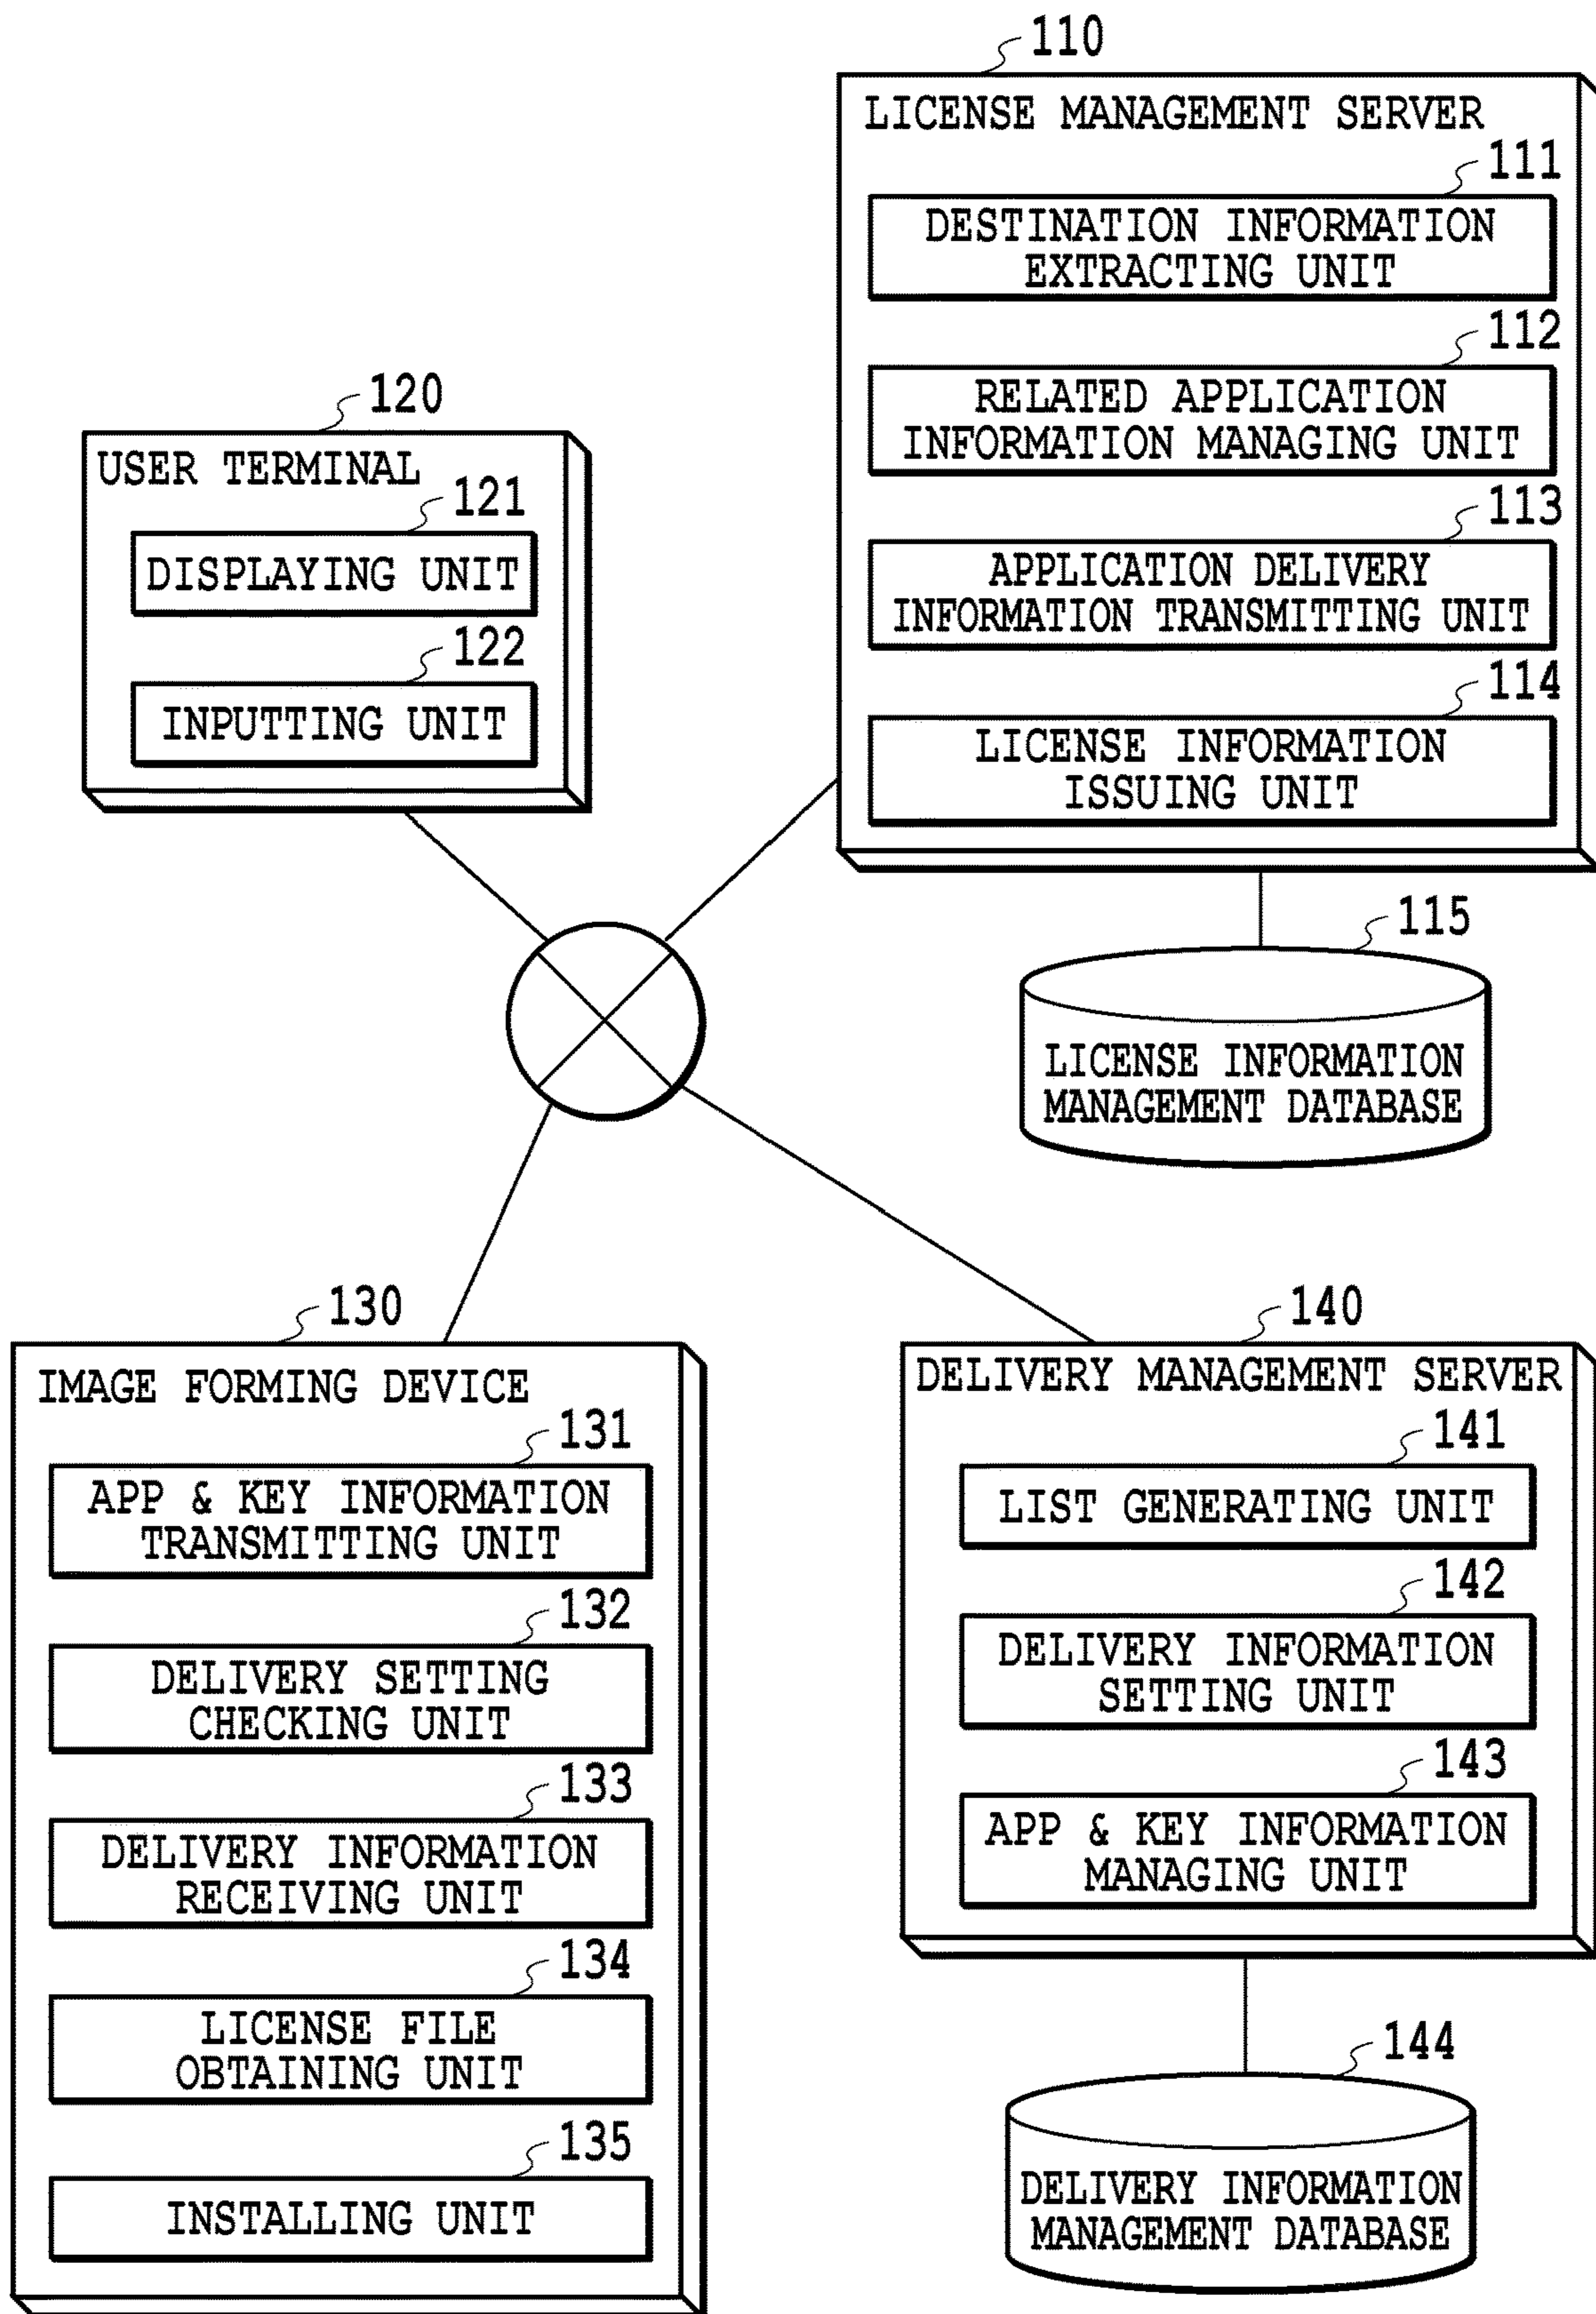 110
LICENSE MANAGEMENT SERVER
111
DESTINATION INFORMATION
EXTRACTING UNIT
112
RELATED APPLICATION
INFORMATION MANAGING UNIT
113
APPLICATION DELIVERY
INFORMATION TRANSMITTING UNIT
114
LICENSE INFORMATION
ISSUING UNIT
115
LICENSE INFORMATION
MANAGEMENT DATABASE
120
USER TERMINAL
121
DISPLAYING UNIT
122
INPUTTING UNIT
130
IMAGE FORMING DEVICE
131
APP & KEY INFORMATION
TRANSMITTING UNIT
132
DELIVERY SETTING
CHECKING UNIT
133
DELIVERY INFORMATION
RECEIVING UNIT
134
LICENSE FILE
OBTAINING UNIT
135
INSTALLING UNIT
140
DELIVERY MANAGEMENT SERVER
141
LIST GENERATING UNIT
142
DELIVERY INFORMATION
SETTING UNIT
143
APP & KEY INFORMATION
MANAGING UNIT
144
DELIVERY INFORMATION
MANAGEMENT DATABASE